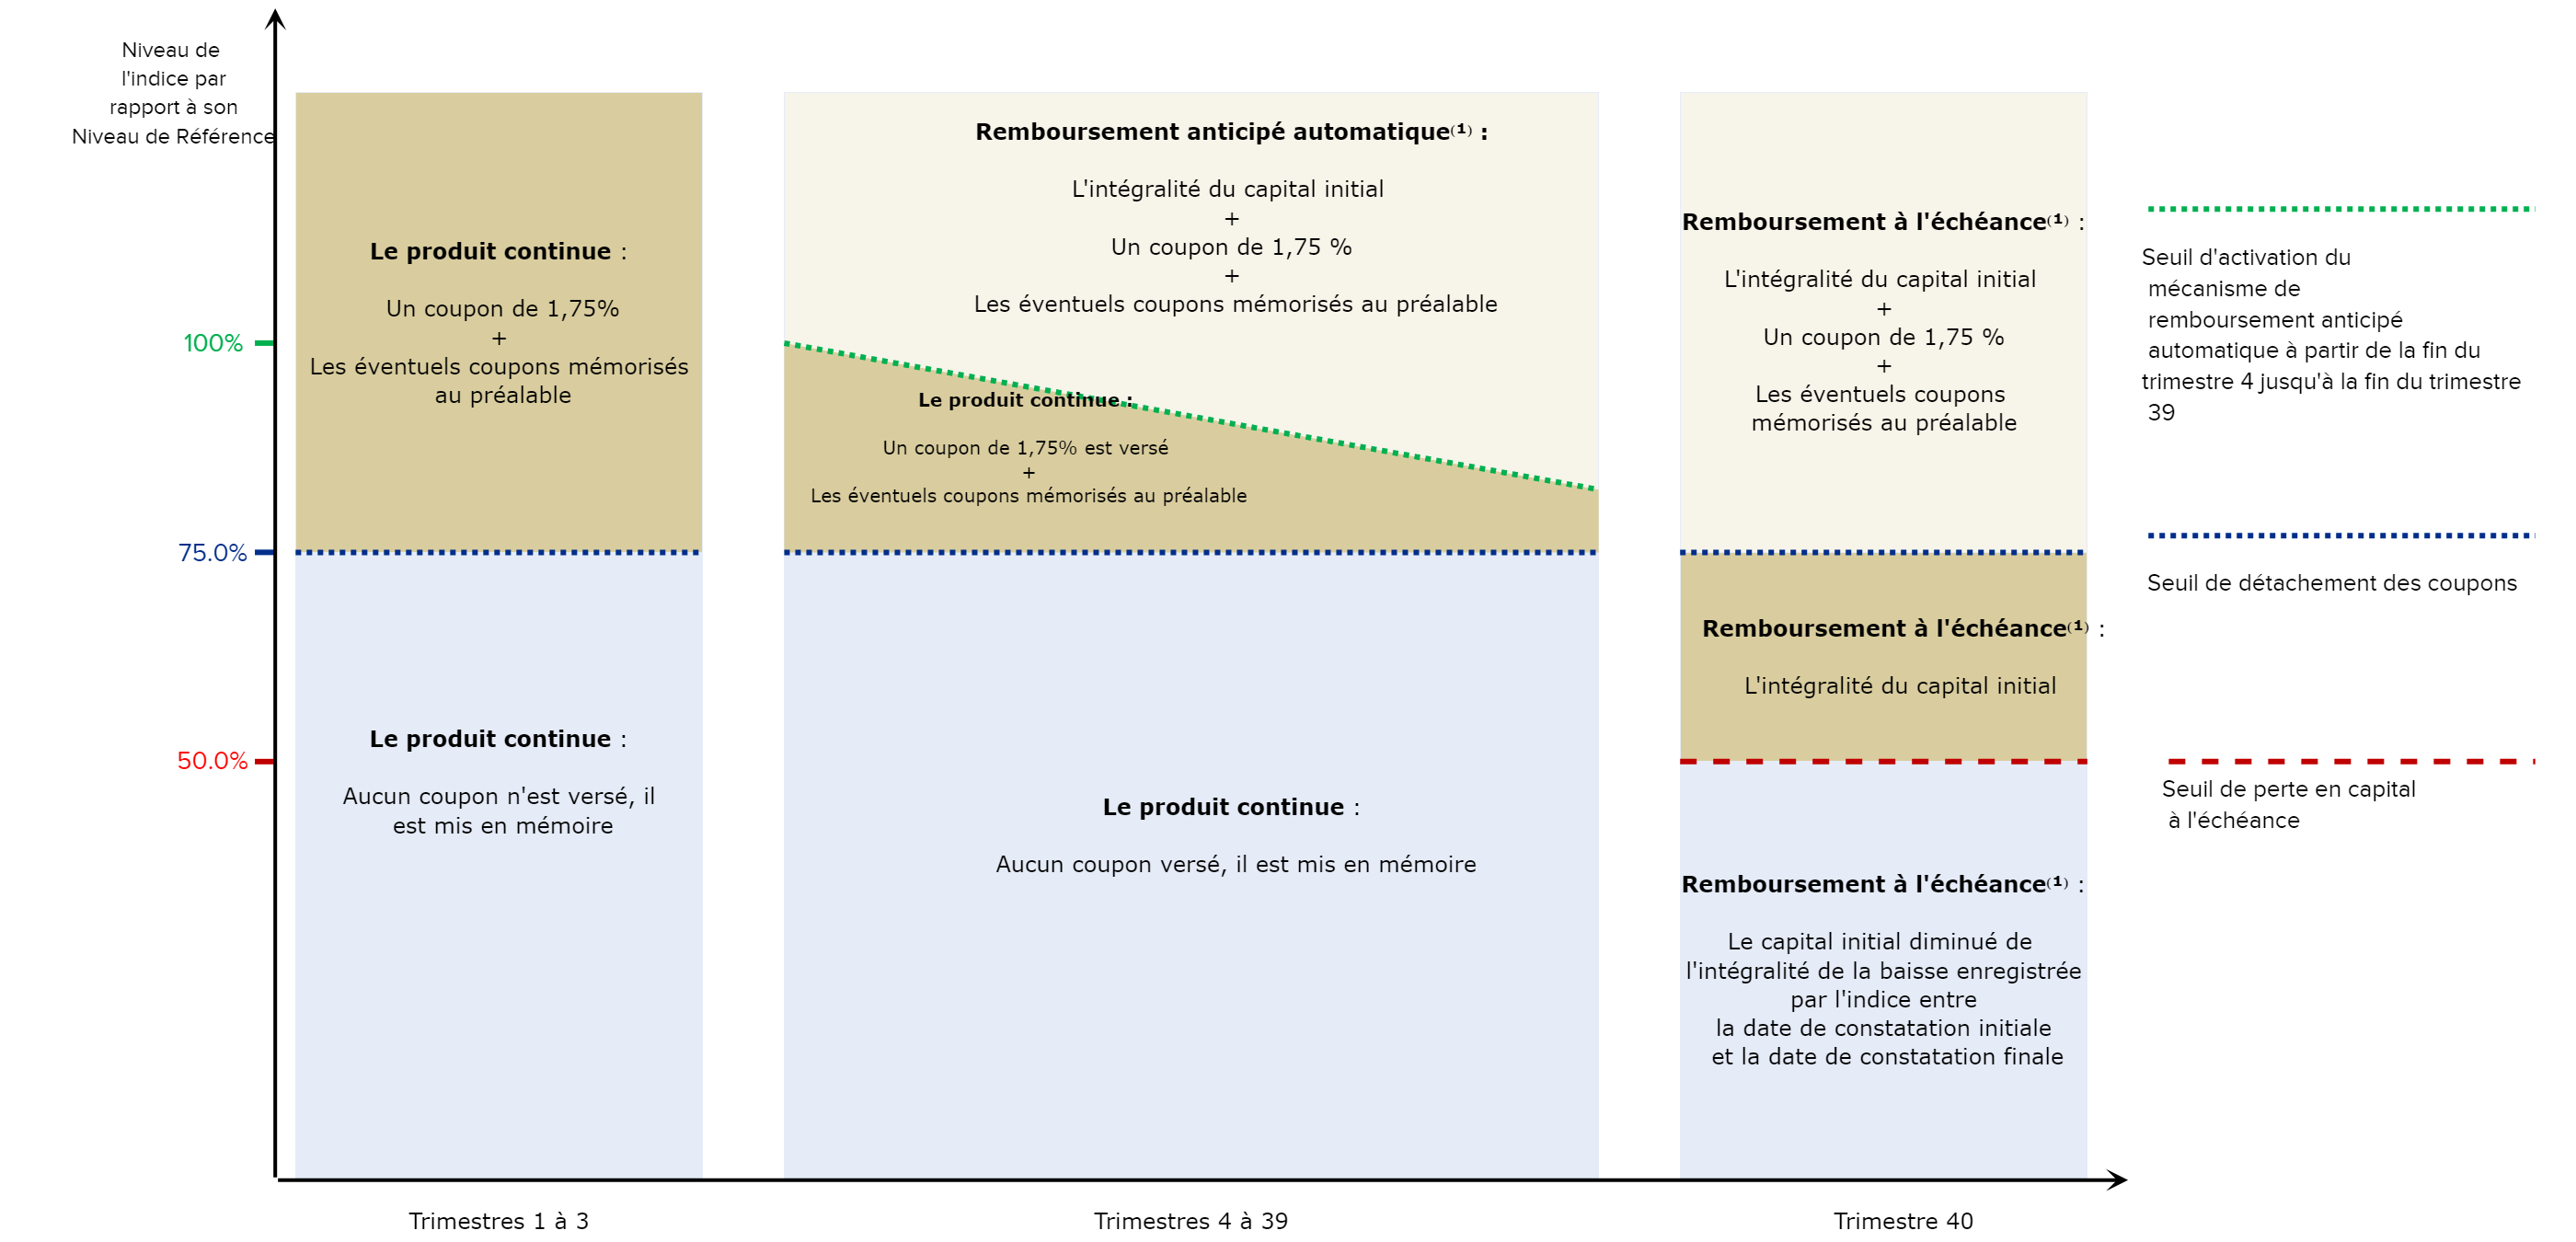 Niveau de
l'indice par
rapport à son
Niveau de Référence
100%
75.0%
50.0%
Le produit continue :
Un coupon de 1,75%
+
Les éventuels coupons mémorisés
au préalable
Le produit continue :
Aucun coupon n'est versé, il
est mis en mémoire
Trimestres 1 à 3
Remboursement anticipé automatique⁽¹⁾ :
L'intégralité du capital initial
+
Un coupon de 1,75 %
+
Les éventuels coupons mémorisés au préalable
Le produit continue :
Un coupon de 1,75% est versé
+
Les éventuels coupons mémorisés au préalable
Le produit continue :
Aucun coupon versé, il est mis en mémoire
Trimestres 4 à 39
Remboursement à l'échéance⁽¹⁾ :
L'intégralité du capital initial
+
Un coupon de 1,75 %
+
Les éventuels coupons
mémorisés au préalable
Remboursement à l'échéance⁽¹⁾ :
L'intégralité du capital initial
Remboursement à l'échéance⁽¹⁾ :
Le capital initial diminué de
l'intégralité de la baisse enregistrée
par l'indice entre
la date de constatation initiale
et la date de constatation finale
Trimestre 40
Seuil d'activation du
mécanisme de
remboursement anticipé
automatique à partir de la fin du
trimestre 4 jusqu'à la fin du trimestre
39
Seuil de détachement des coupons
Seuil de perte en capital
à l'échéance